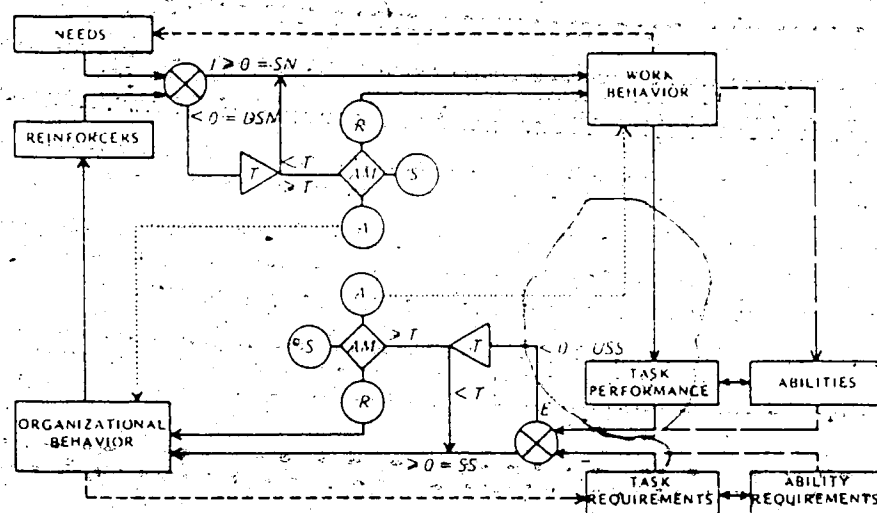 NEEDS
I ≥ 0 = SN
WORK
BEHAVIOR
< 0 = DSN
R
REINFORCERS
T
< T
≥ T
AM
S
A
A
S
AM
≥ T
T
< 0 = USS
< T
R
E
TASK
PERFORMANCE
ABILITIES
ORGANIZATIONAL
BEHAVIOR
≥ 0 = SS
TASK
REQUIREMENTS
ABILITY
REQUIREMENTS